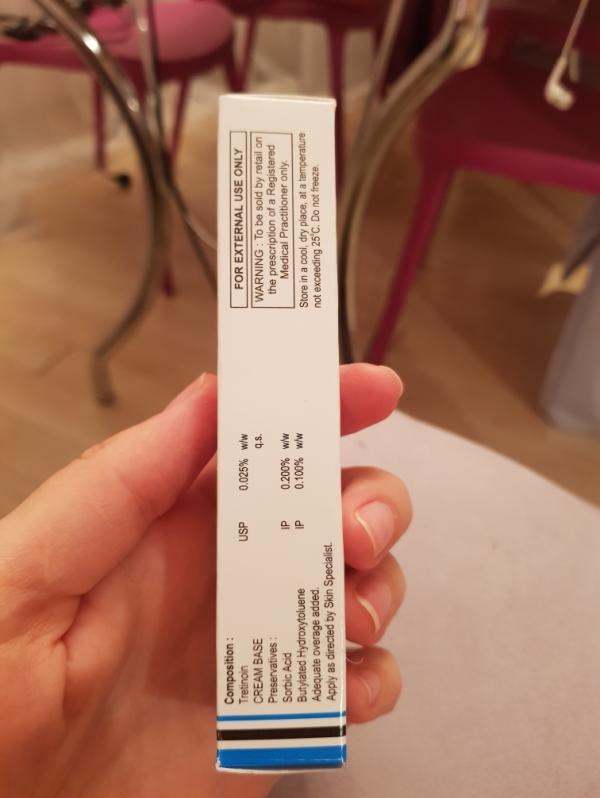 Composition :
Tretinoin USP 0.025% w/w
CREAM BASE q.s.
Preservatives :
Sorbic Acid IP 0.200% w/w
Butylated Hydroxytoluene IP 0.100% w/w
Adequate overage added.
Apply as directed by Skin Specialist.
FOR EXTERNAL USE ONLY
WARNING : To be sold by retail on
the prescription of a Registered
Medical Practitioner only.
Store in a cool, dry place, at a temperature
not exceeding 25°C. Do not freeze.